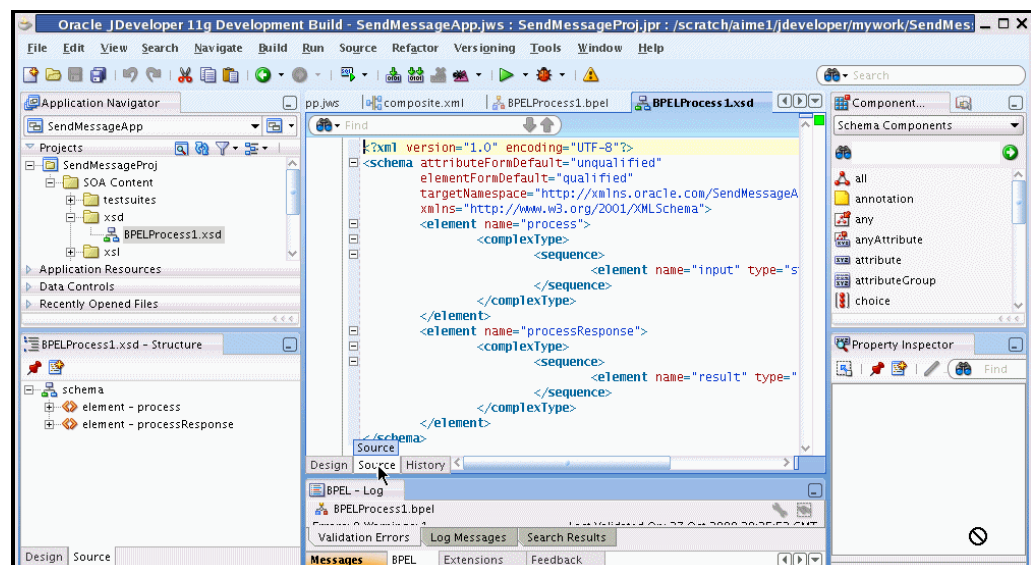 Oracle JDeveloper 11g Development Build - SendMessageApp.jws : SendMessageProj.jpr : /scratch/aime1/jdeveloper/mywork/SendMes
File Edit View Search Navigate Build Run Source Refactor Versioning Tools Window Help
Search
Application Navigator
SendMessageApp
Projects
SendMessageProj
SOA Content
testsuites
xsd
BPELProcess1.xsd
xsl
Application Resources
Data Controls
Recently Opened Files
BPELProcess1.xsd - Structure
schema
element - process
element - processResponse
Design Source
pp.jws composite.xml BPELProcess1.bpel BPELProcess1.xsd
Find
<?xml version="1.0" encoding="UTF-8"?>
<schema attributeFormDefault="unqualified"
elementFormDefault="qualified"
targetNamespace="http://xmlns.oracle.com/SendMessageA
xmlns="http://www.w3.org/2001/XMLSchema">
<element name="process">
<complexType>
<sequence>
<element name="input" type="s
</sequence>
</complexType>
</element>
<element name="processResponse">
<complexType>
<sequence>
<element name="result" type="
</sequence>
</complexType>
</element>
</schema>
Source
Design Source History
BPEL - Log
BPELProcess1.bpel
Validation Errors Log Messages Search Results
Messages BPEL Extensions Feedback
Component...
Schema Components
all
annotation
any
anyAttribute
attribute
attributeGroup
choice
Property Inspector
Find